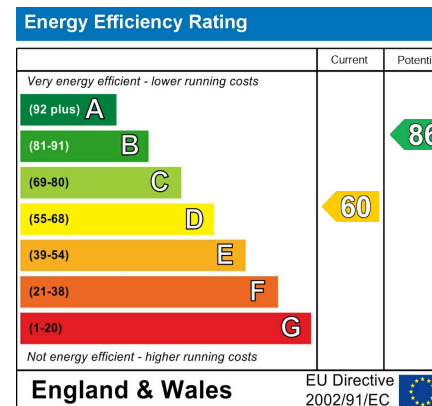 Energy Efficiency Rating
Current Potenti
Very energy efficient - lower running costs
(92 plus) A
(81-91) B
86
(69-80) C
(55-68) D
60
(39-54) E
(21-38) F
(1-20) G
Not energy efficient - higher running costs
England & Wales
EU Directive
2002/91/EC